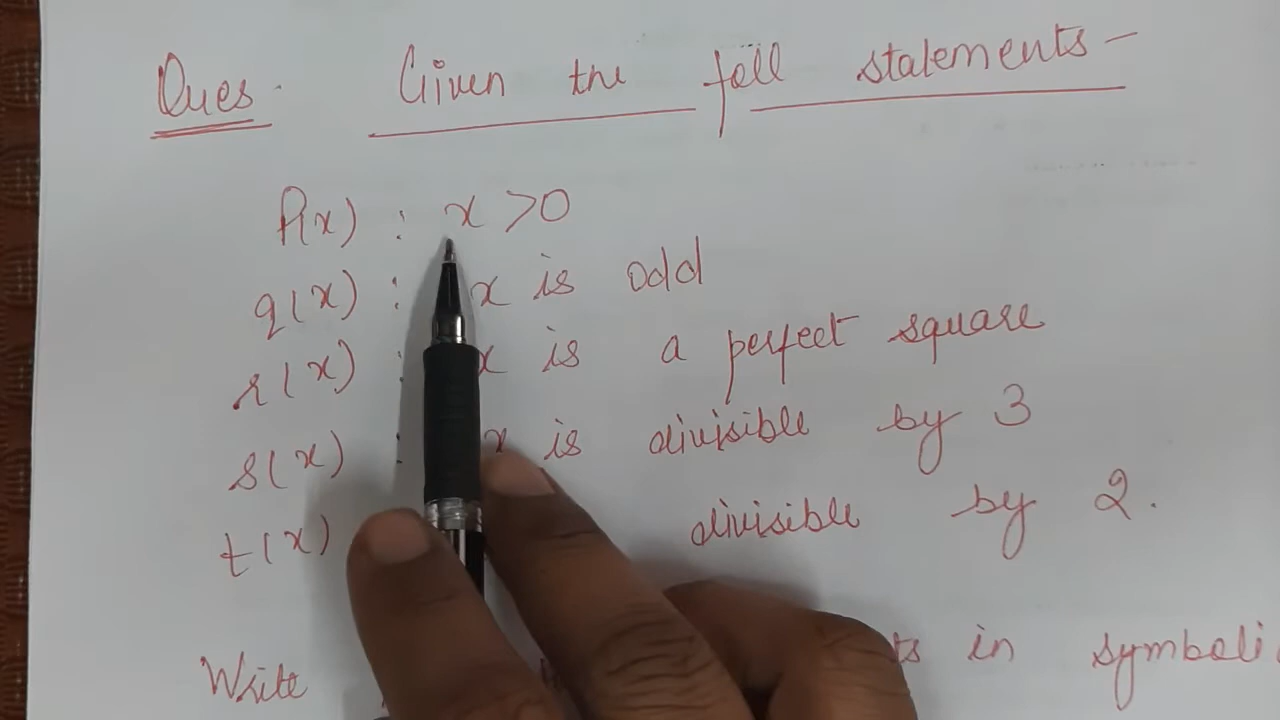 Ques. Given the foll statements-
P(x) : x >0
q(x) : x is odd
r(x) : x is a perfect square
s(x) : x is divisible by 3
t(x) divisible by 2.
Write in symboli